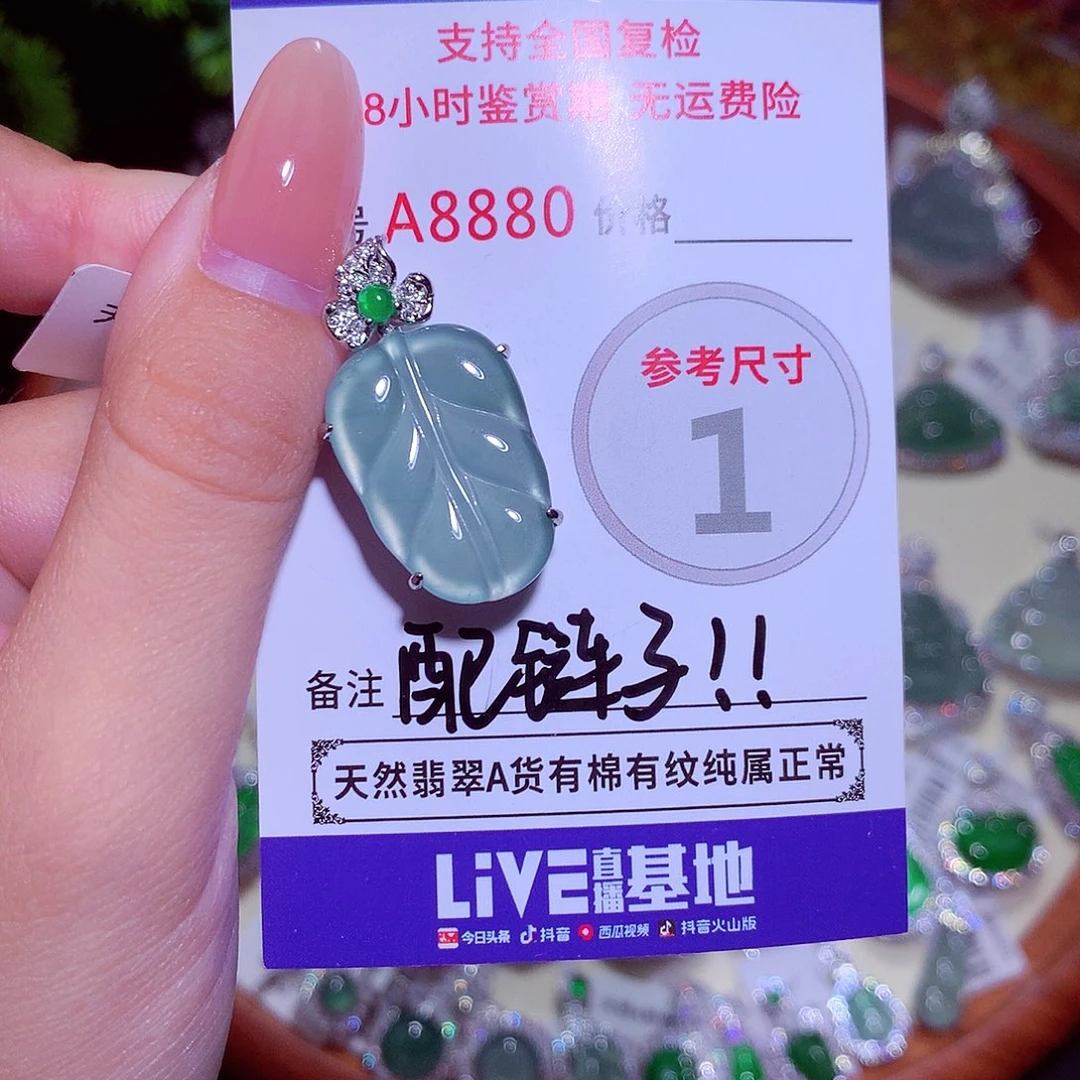 支持全国复检
8小时鉴赏期 无运费险
号 A8880 价格
参考尺寸
1
备注 配链子!!
天然翡翠A货有棉有纹纯属正常
LiVE直播基地
今日头条 抖音 西瓜视频 抖音火山版